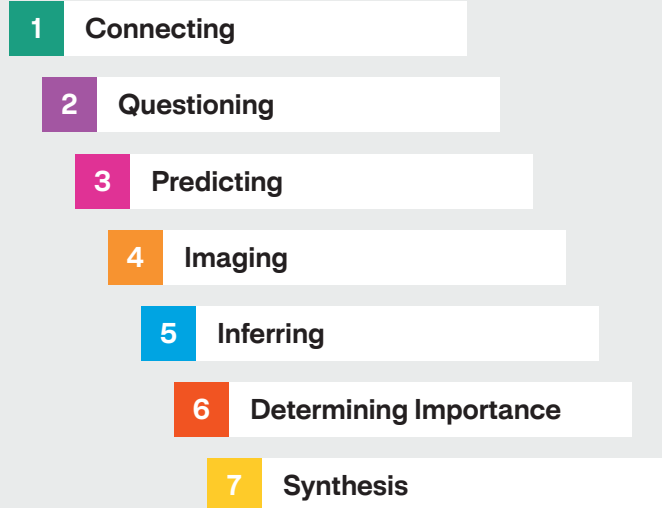 1 Connecting
2 Questioning
3 Predicting
4 Imaging
5 Inferring
6 Determining Importance
7 Synthesis